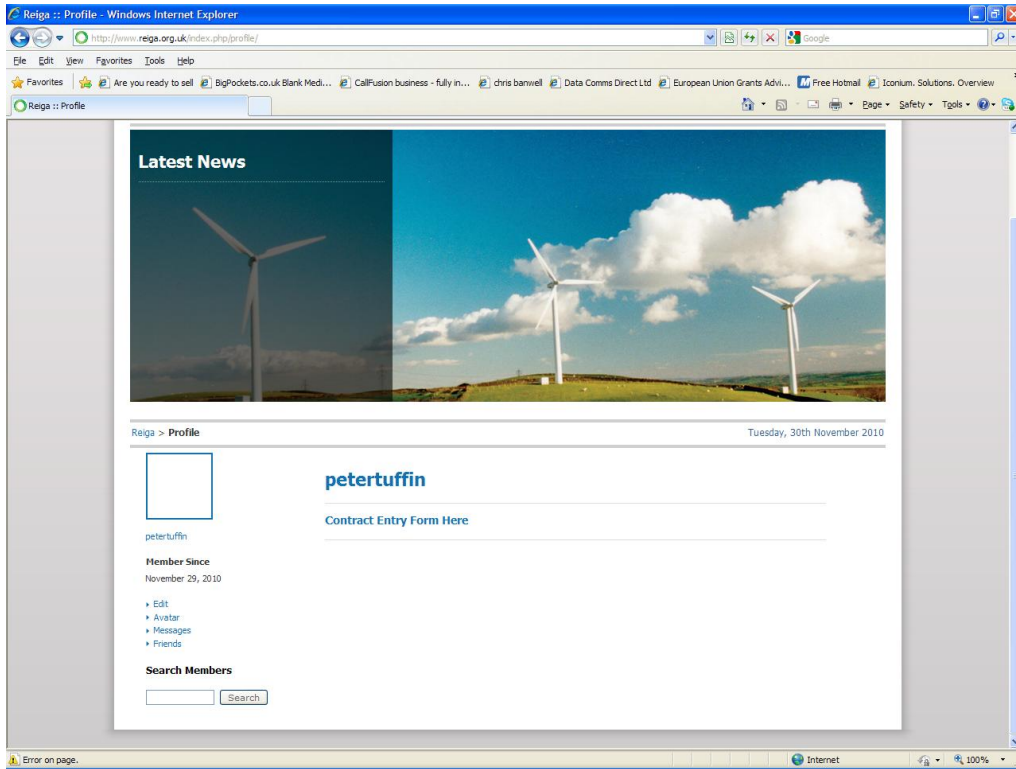 Reiga :: Profile - Windows Internet Explorer
http://www.reiga.org.uk/index.php/profile/
Google
File Edit View Favorites Tools Help
Favorites Are you ready to sell BigPockets.co.uk Blank Medi... CallFusion business - fully in... chris banwell Data Comms Direct Ltd European Union Grants Advi... Free Hotmail Iconium. Solutions. Overview »
Reiga :: Profile Page Safety Tools
Latest News
Reiga > Profile Tuesday, 30th November 2010
petertuffin
Contract Entry Form Here
petertuffin
Member Since
November 29, 2010
Edit
Avatar
Messages
Friends
Search Members
Search
Error on page. Internet 100%